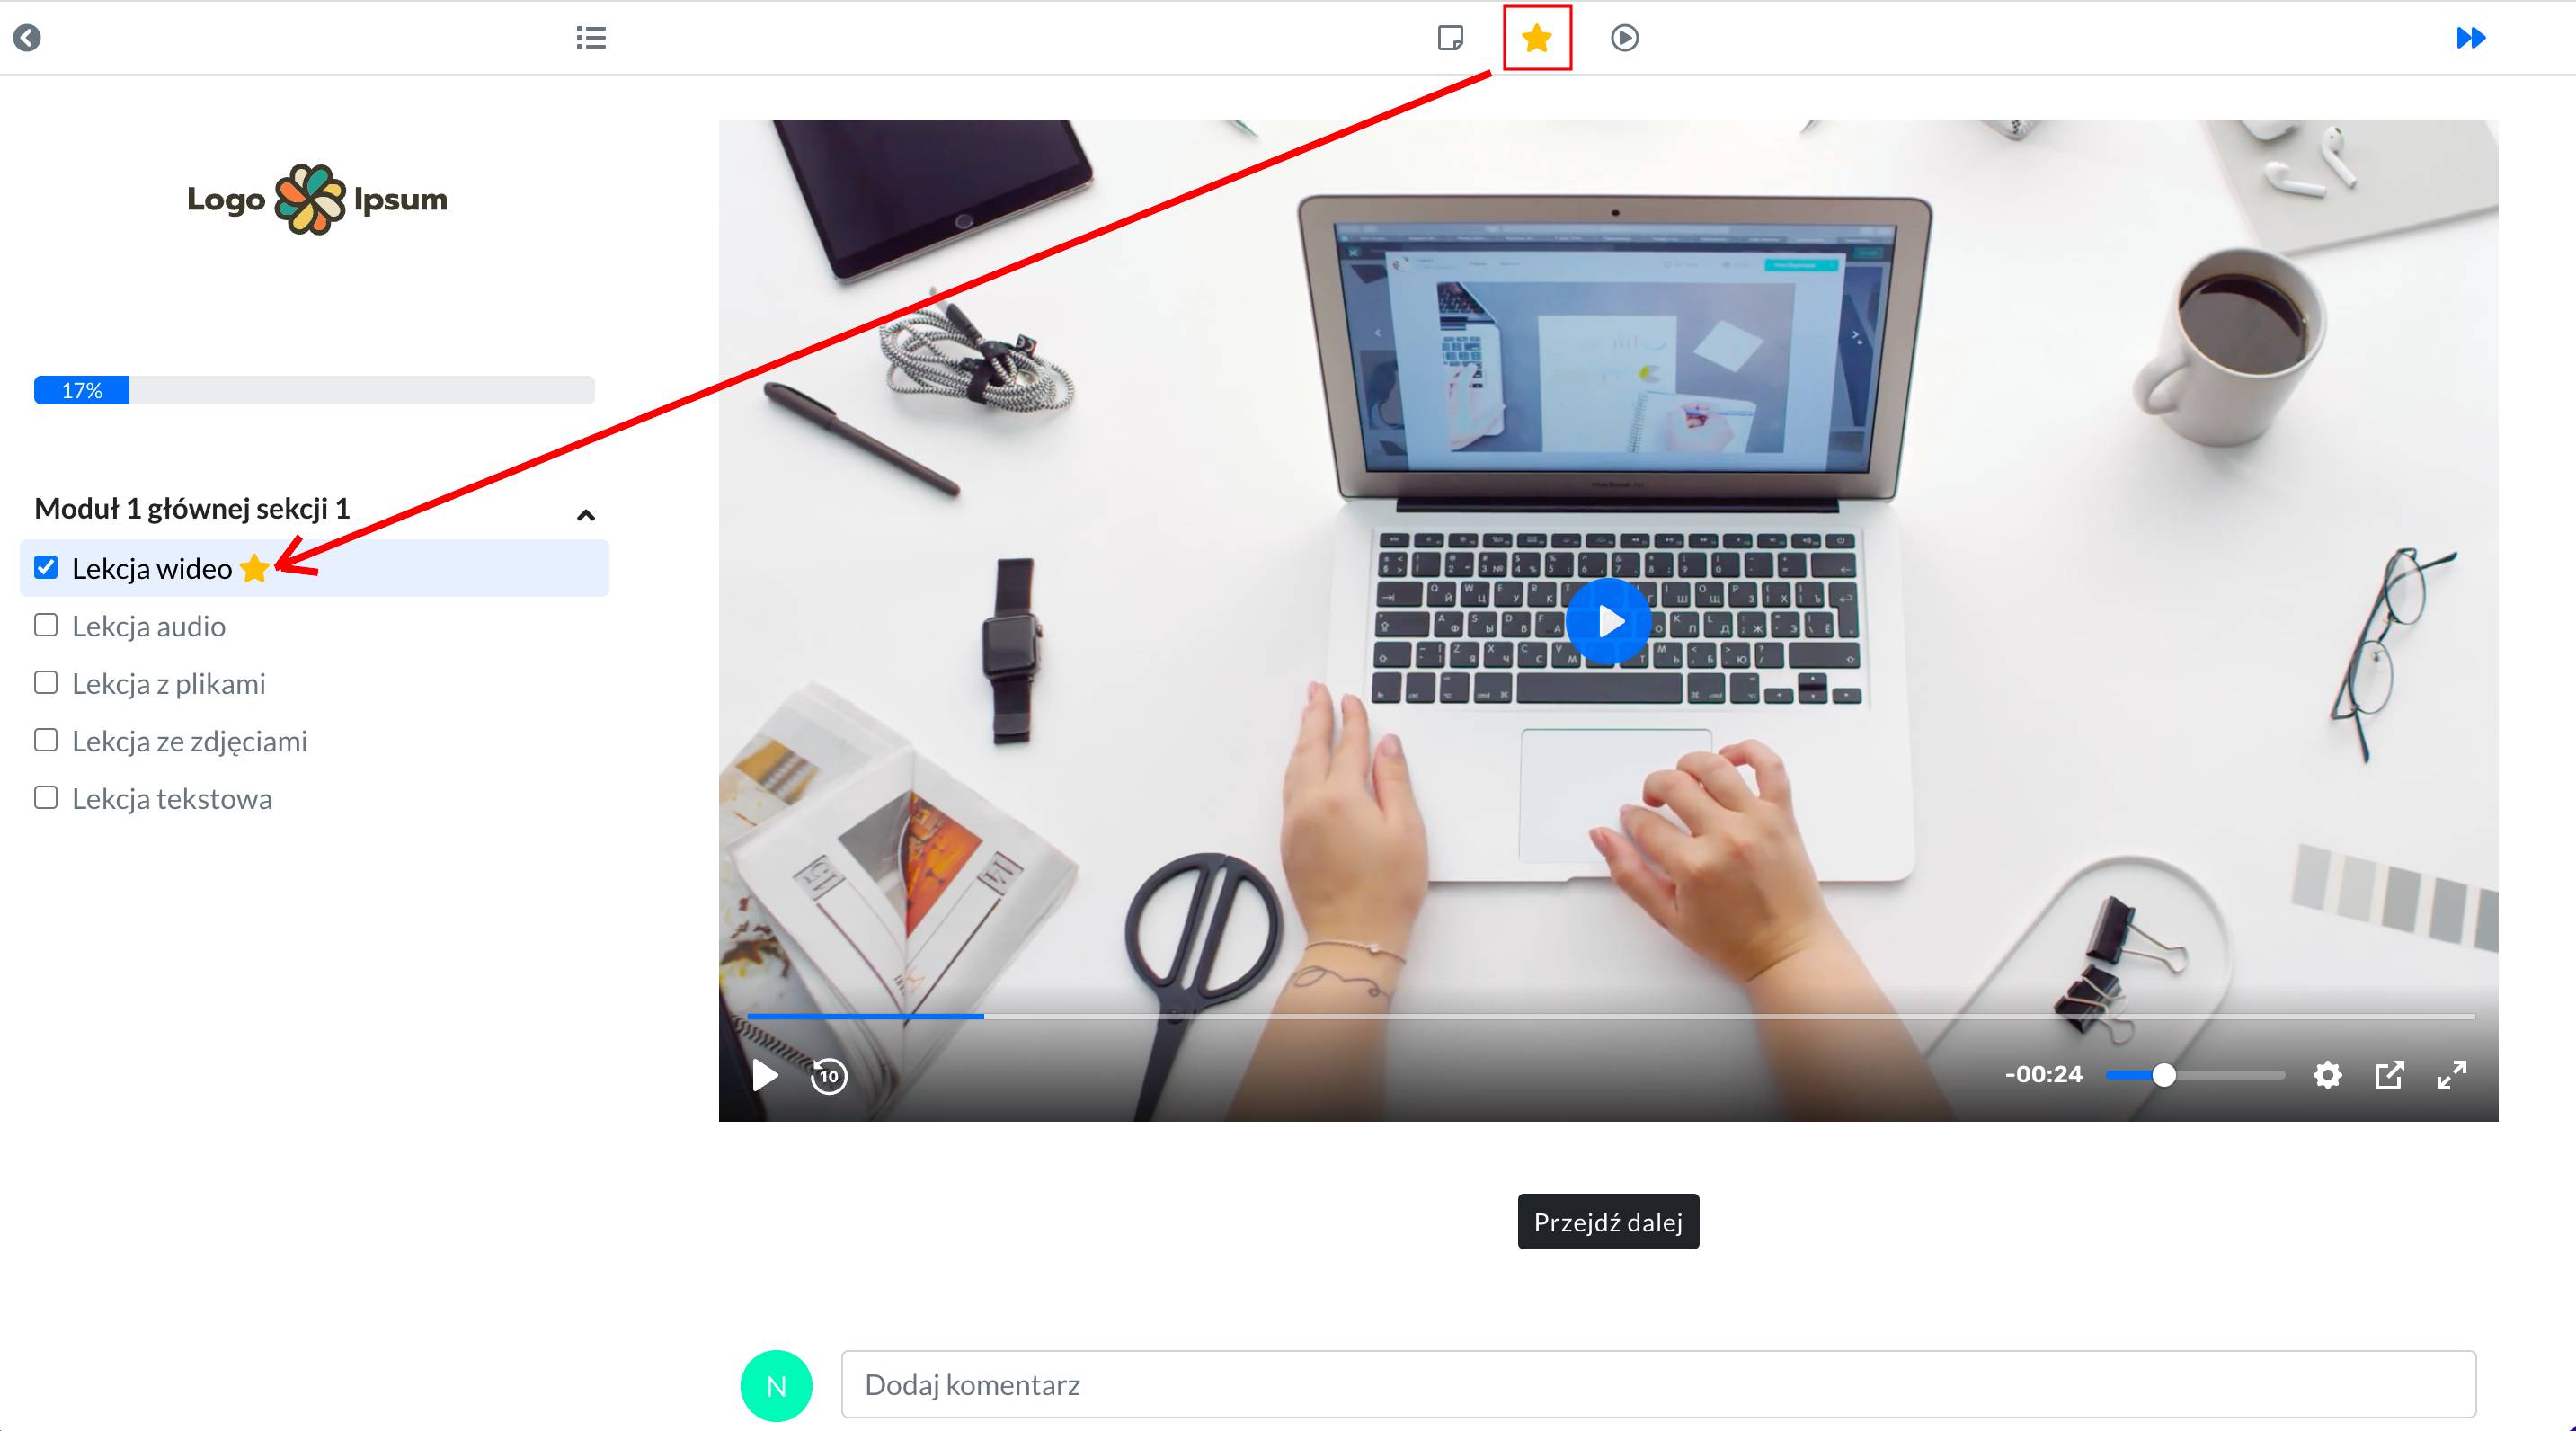 Logo Ipsum
17%
Moduł 1 głównej sekcji 1
Lekcja wideo
Lekcja audio
Lekcja z plikami
Lekcja ze zdjęciami
Lekcja tekstowa
10
-00:24
Przejdź dalej
N
Dodaj komentarz